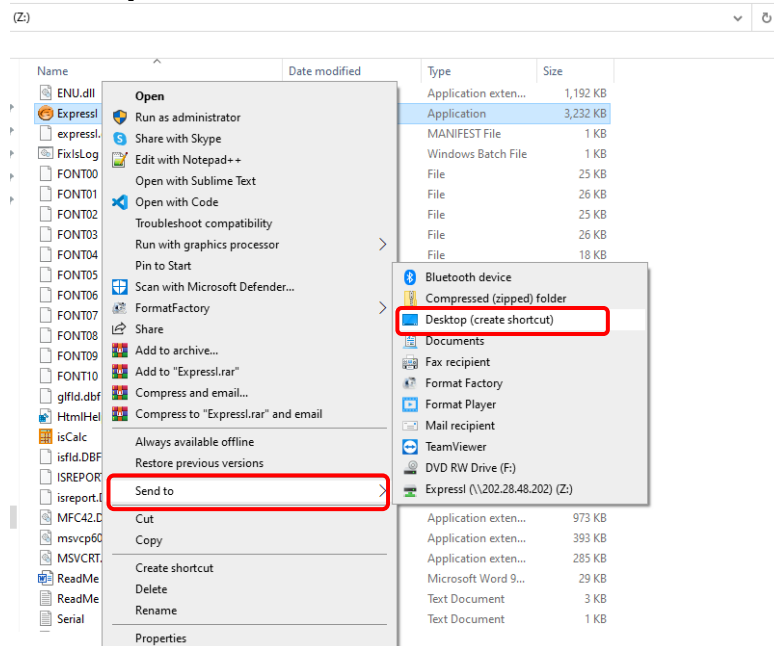 (Z:)
Name Date modified Type Size
ENU.dll Application exten... 1,192 KB
Expressl Application 3,232 KB
expressl. MANIFEST File 1 KB
FixIsLog Windows Batch File 1 KB
FONT00 File 25 KB
FONT01 File 26 KB
FONT02 File 25 KB
FONT03 File 26 KB
FONT04 File 18 KB
FONT05
FONT06
FONT07
FONT08
FONT09
FONT10
glfld.dbf
HtmlHel
isCalc
isfld.DBF
ISREPOR
isreport.
MFC42.D Application exten... 973 KB
msvcp60 Application exten... 393 KB
MSVCRT. Application exten... 285 KB
ReadMe Microsoft Word 9... 29 KB
ReadMe Text Document 3 KB
Serial Text Document 1 KB
Open
Run as administrator
Share with Skype
Edit with Notepad++
Open with Sublime Text
Open with Code
Troubleshoot compatibility
Run with graphics processor
Pin to Start
Scan with Microsoft Defender...
FormatFactory
Share
Add to archive...
Add to "Expressl.rar"
Compress and email...
Compress to "Expressl.rar" and email
Always available offline
Restore previous versions
Send to
Cut
Copy
Create shortcut
Delete
Rename
Properties
Bluetooth device
Compressed (zipped) folder
Desktop (create shortcut)
Documents
Fax recipient
Format Factory
Format Player
Mail recipient
TeamViewer
DVD RW Drive (F:)
Expressl (\\202.28.48.202) (Z:)